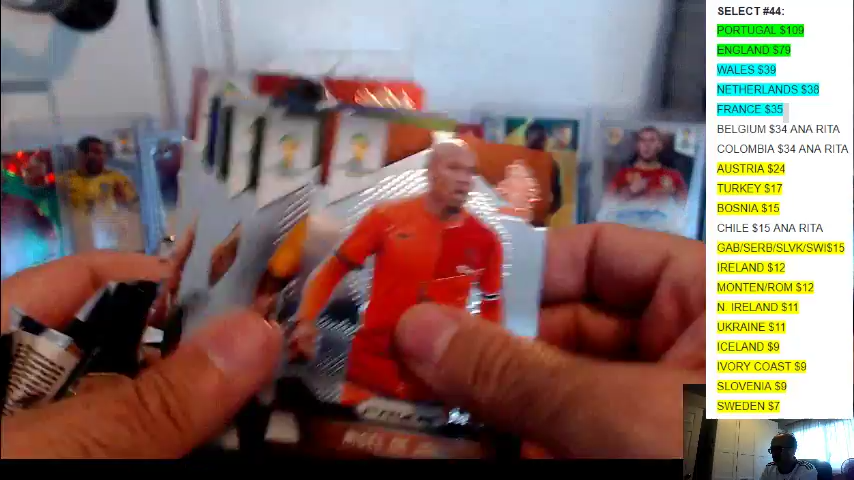 SELECT #44:
PORTUGAL $109
ENGLAND $79
WALES $39
NETHERLANDS $38
FRANCE $35
BELGIUM $34 ANA RITA
COLOMBIA $34 ANA RITA
AUSTRIA $24
TURKEY $17
BOSNIA $15
CHILE $15 ANA RITA
GAB/SERB/SLVK/SWI$15
IRELAND $12
MONTEN/ROM $12
N. IRELAND $11
UKRAINE $11
ICELAND $9
IVORY COAST $9
SLOVENIA $9
SWEDEN $7